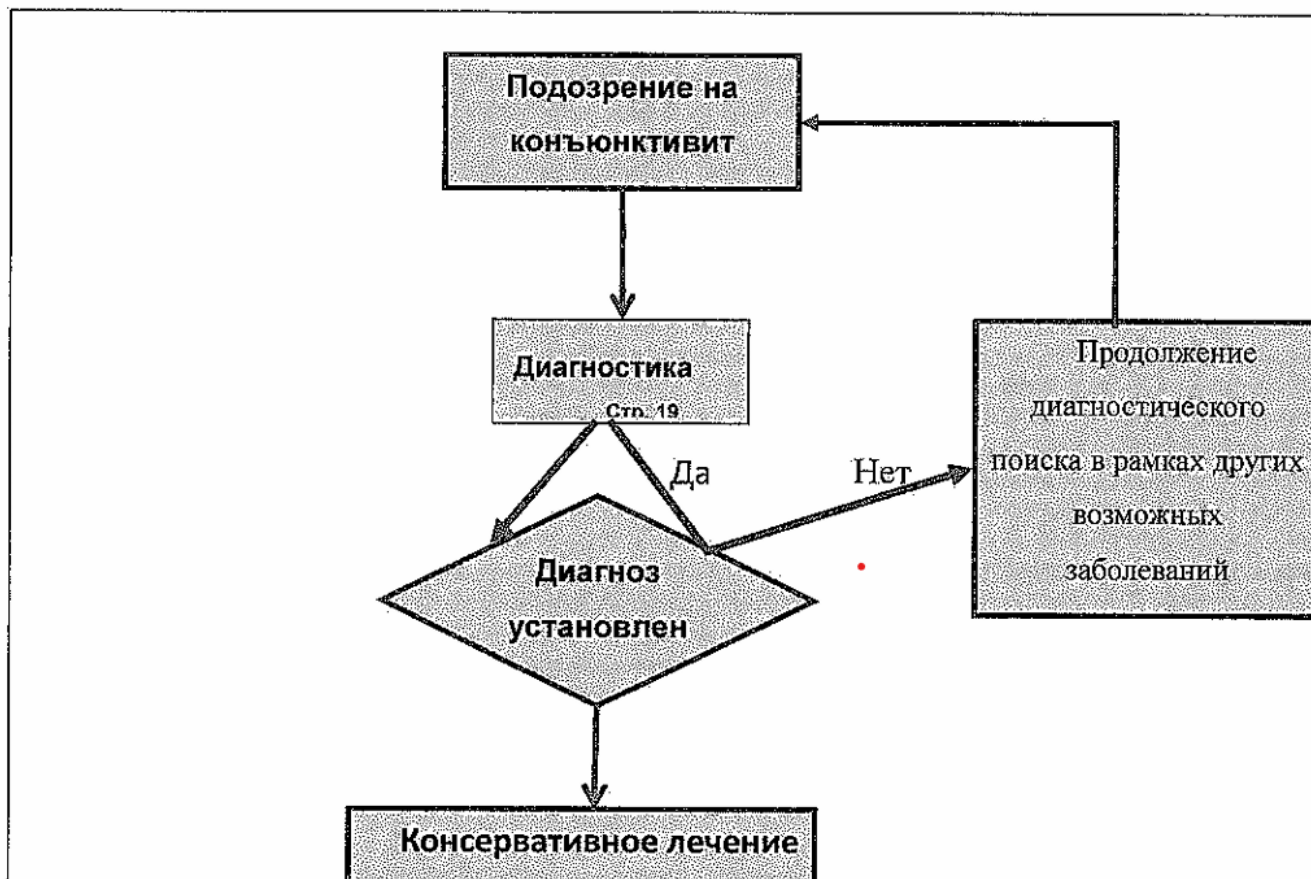 Подозрение на
конъюнктивит
Диагностика
Стр. 19
Да
Нет
Продолжение
диагностического
поиска в рамках других
возможных
заболеваний
Диагноз
установлен
Консервативное лечение